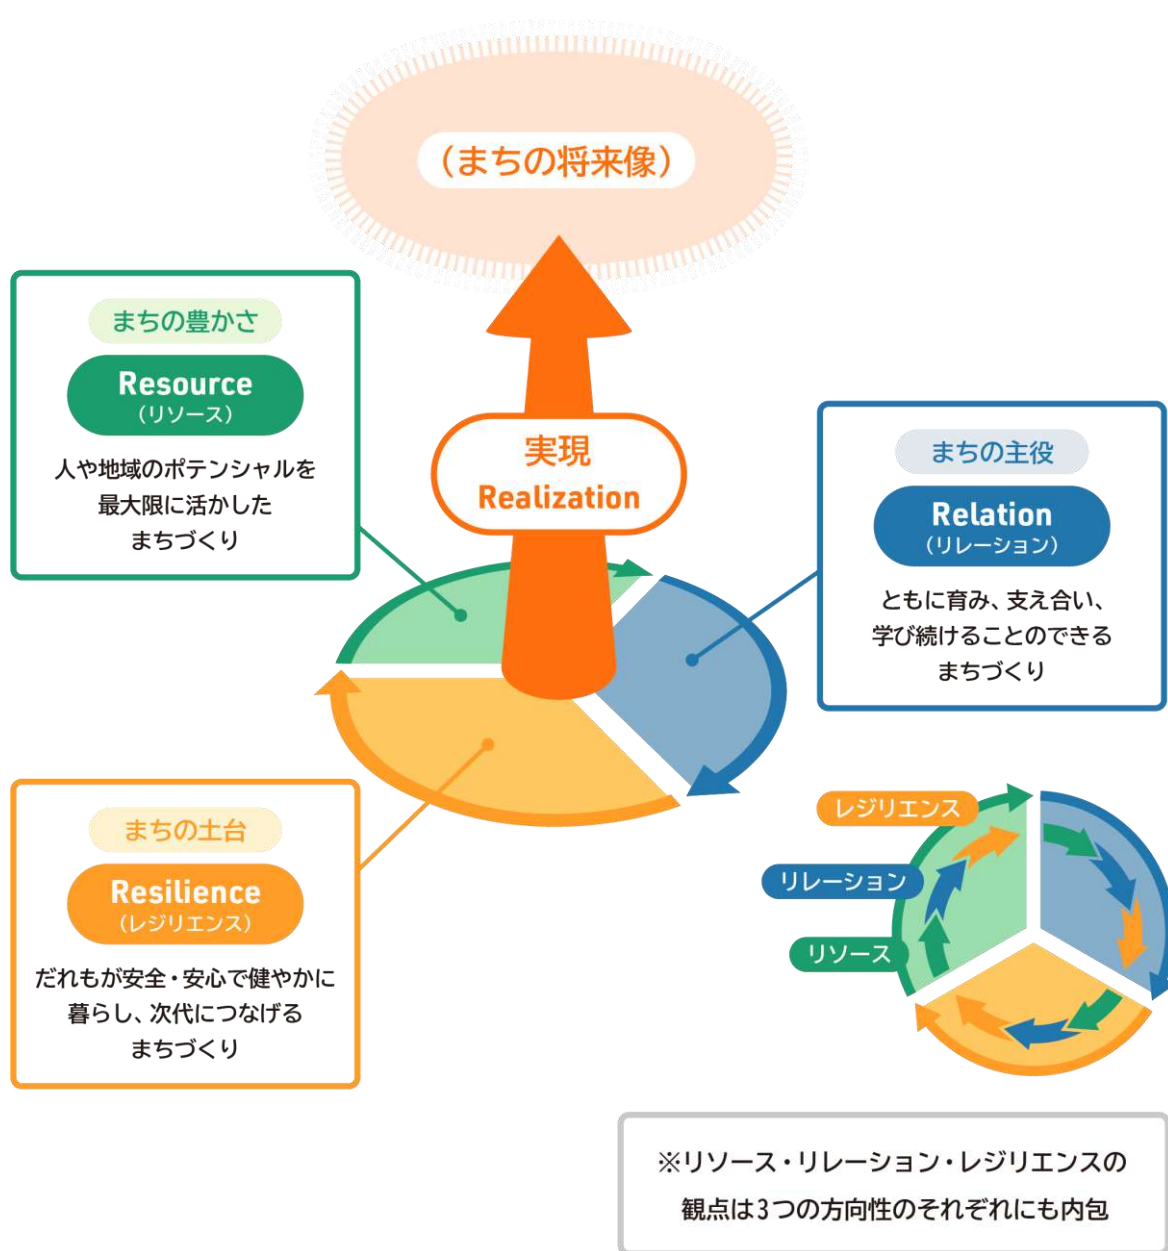 (まちの将来像)
まちの豊かさ
Resource
(リソース)
人や地域のポテンシャルを
最大限に活かした
まちづくり
実現
Realization
まちの主役
Relation
(リレーション)
ともに育み、支え合い、
学び続けることのできる
まちづくり
まちの土台
Resilience
(レジリエンス)
だれもが安全・安心で健やかに
暮らし、次代につなげる
まちづくり
レジリエンス
リレーション
リソース
※リソース・リレーション・レジリエンスの
観点は3つの方向性のそれぞれにも内包